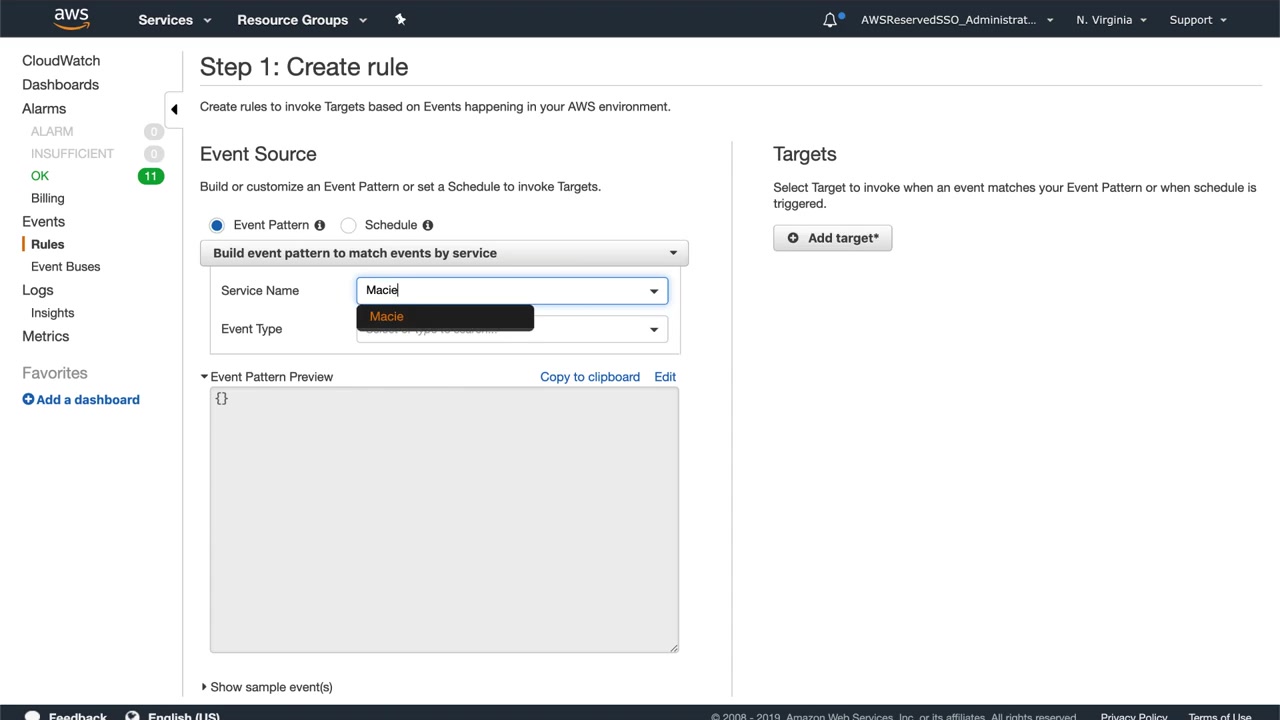 aws
Services
Resource Groups
AWSReservedSSO_Administrat...
N. Virginia
Support
CloudWatch
Dashboards
Alarms
ALARM 0
INSUFFICIENT 0
OK 11
Billing
Events
Rules
Event Buses
Logs
Insights
Metrics
Favorites
Add a dashboard
Step 1: Create rule
Create rules to invoke Targets based on Events happening in your AWS environment.
Event Source
Build or customize an Event Pattern or set a Schedule to invoke Targets.
Event Pattern
Schedule
Build event pattern to match events by service
Service Name
Macie
Macie
Event Type
Select or type to search...
Event Pattern Preview
Copy to clipboard
Edit
{}
Show sample event(s)
Targets
Select Target to invoke when an event matches your Event Pattern or when schedule is
triggered.
Add target*
Feedback
English (US)
© 2008 - 2019, Amazon Web Services, Inc. or its affiliates. All rights reserved.
Privacy Policy
Terms of Use